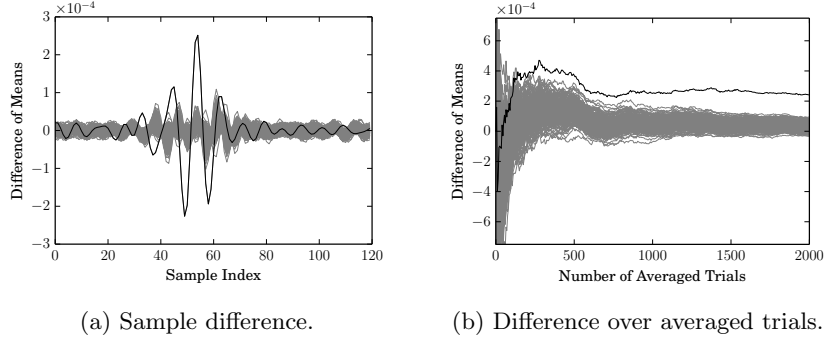 ×10⁻⁴
3
2
1
0
−1
−2
−3
Difference of Means
0 20 40 60 80 100 120
Sample Index
(a) Sample difference.
×10⁻⁴
6
4
2
0
−2
−4
−6
Difference of Means
0 500 1000 1500 2000
Number of Averaged Trials
(b) Difference over averaged trials.